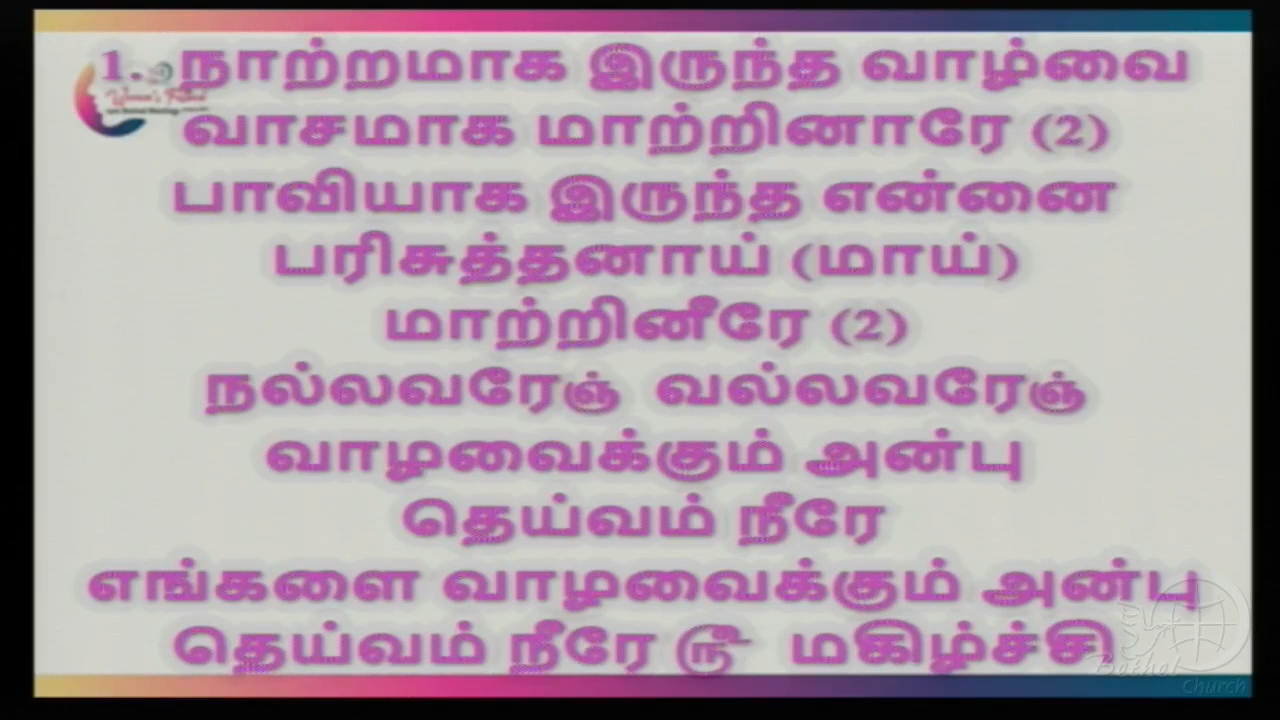 1. நாற்றமாக இருந்த வாழ்வை
வாசமாக மாற்றினாரே (2)
பாவியாக இருந்த என்னை
பரிசுத்தனாய் (மாய்)
மாற்றினீரே (2)
நல்லவரேஞ் வல்லவரேஞ்
வாழவைக்கும் அன்பு
தெய்வம் நீரே
எங்களை வாழவைக்கும் அன்பு
தெய்வம் நீரே மகிழ்ச்சி
Bethel
Church